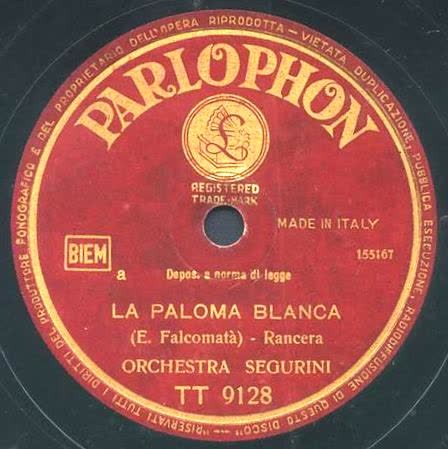 "RISERVATI TUTTI I DIRITTI DEL PRODUTTORE FONOGRAFICO E DEL PROPRIETARIO DELL'OPERA RIPRODOTTA - VIETATA DUPLICAZIONE, PUBBLICA ESECUZIONE, RADIODIFFUSIONE DI QUESTO DISCO"
PARLOPHON
£
REGISTERED
TRADE-MARK
MADE IN ITALY
BIEM
155167
a
Depos. a norma di legge
LA PALOMA BLANCA
(E. Falcomatà) - Rancera
ORCHESTRA SEGURINI
TT 9128